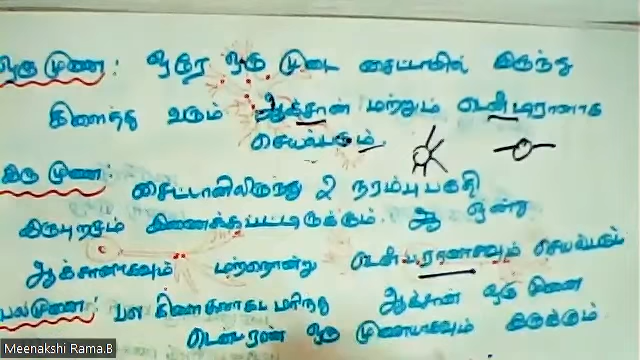 ஒரு முனை : ஒரே ஒரு முடை சைட்டானில் இருந்து
கிளைத்து வரும் ஆக்சான் மற்றும் டென்டிரானாக
செயல்படும்.
இரு முனை : சைட்டானிலிருந்து 2 நரம்பு பகுதி
இருபுறமும் இணைக்கப்பட்டிருக்கும். ஆ ஒன்று
ஆக்சானாகவும் மற்றொன்று செயல்படும்
பலமுனை : பல கிளைகளாகப் பிரிந்து ஆக்சான் ஒரு முனை
டென்ட்ரான் ஒரு முனையாகவும் இருக்கும்
Meenakshi Rama.B